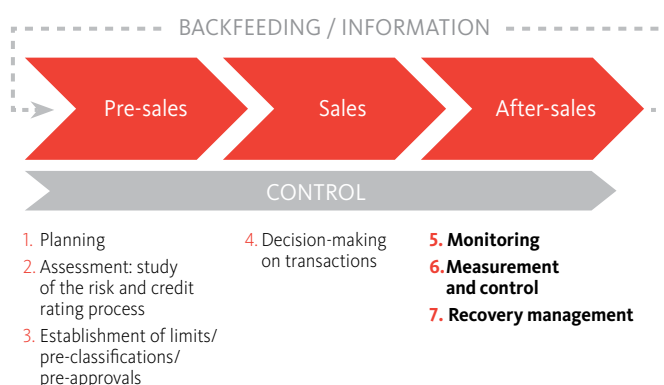 BACKFEEDING / INFORMATION
Pre-sales
Sales
After-sales
CONTROL
1. Planning
2. Assessment: study
of the risk and credit
rating process
3. Establishment of limits/
pre-classifications/
pre-approvals
4. Decision-making
on transactions
5. Monitoring
6. Measurement
and control
7. Recovery management